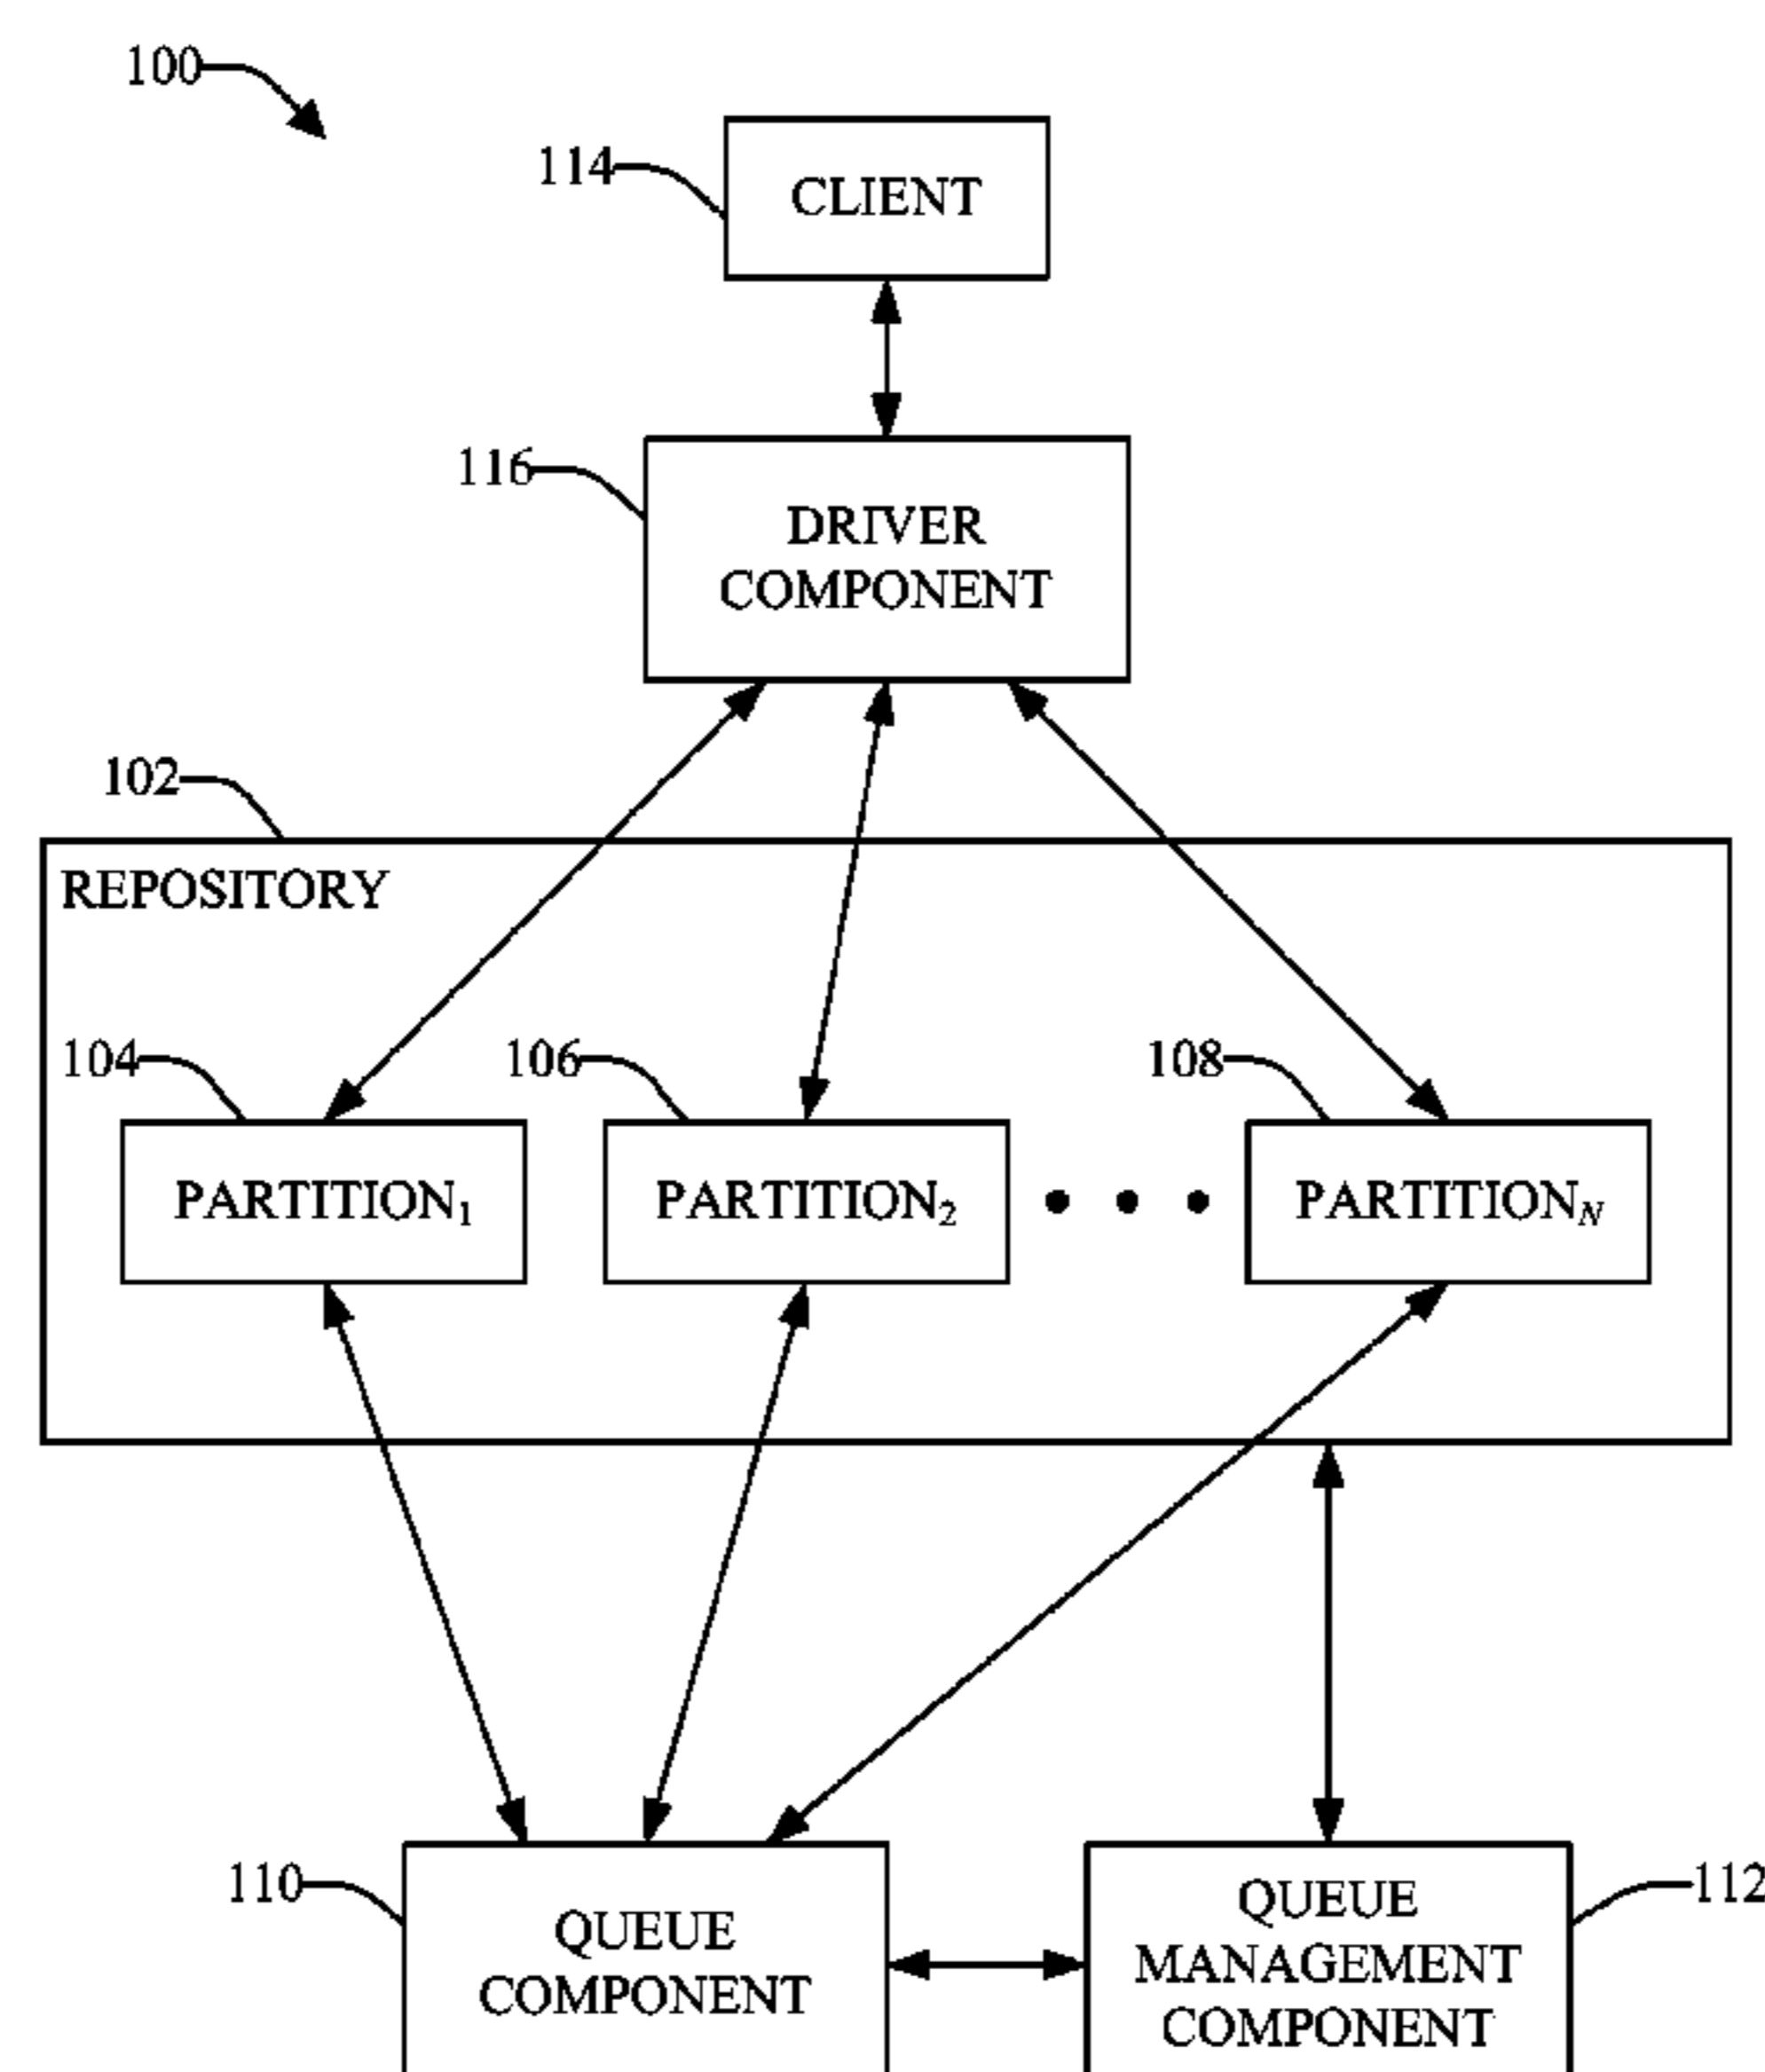 100
114
CLIENT
116
DRIVER
COMPONENT
102
REPOSITORY
104
106
108
PARTITION₁
PARTITION₂
PARTITION_N
110
QUEUE
COMPONENT
QUEUE
MANAGEMENT
COMPONENT
112